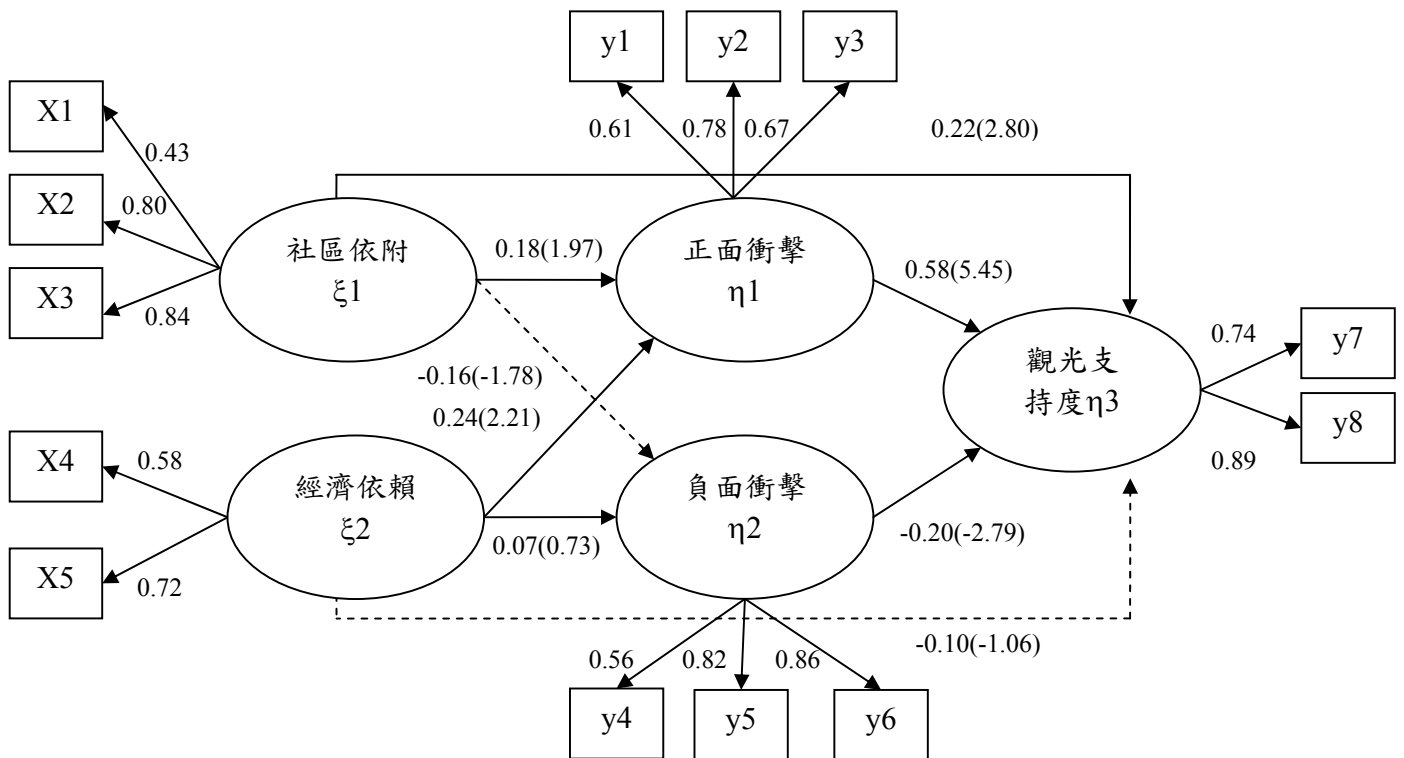 y1
y2
y3
X1
0.61
0.78
0.67
0.22(2.80)
0.43
X2
0.80
社區依附
ξ1
0.18(1.97)
正面衝擊
η1
0.58(5.45)
X3
0.84
觀光支
持度η3
0.74
y7
-0.16(-1.78)
0.24(2.21)
y8
0.89
X4
0.58
經濟依賴
ξ2
負面衝擊
η2
0.07(0.73)
-0.20(-2.79)
X5
0.72
-0.10(-1.06)
0.56
0.82
0.86
y4
y5
y6